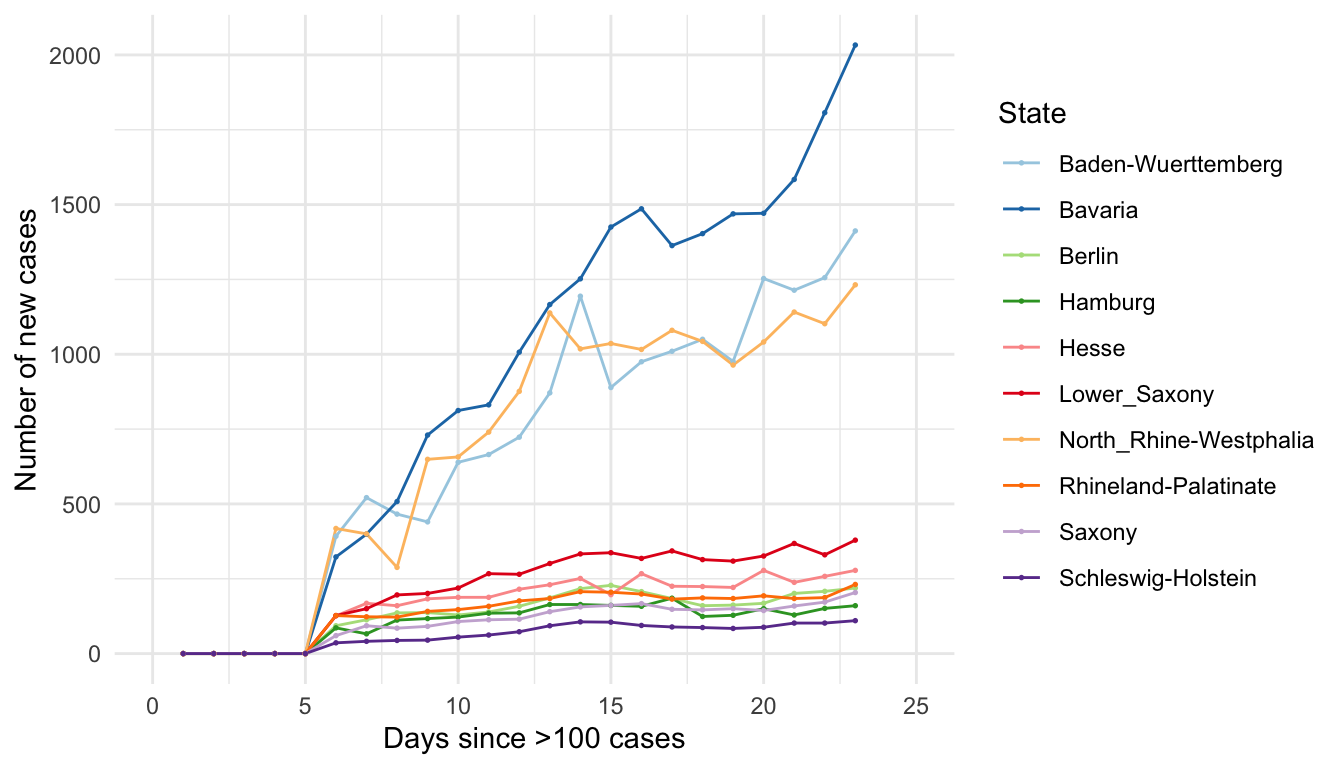 2000
1500
1000
500
0
Number of new cases
0 5 10 15 20 25
Days since >100 cases
State
Baden-Wuerttemberg
Bavaria
Berlin
Hamburg
Hesse
Lower_Saxony
North_Rhine-Westphalia
Rhineland-Palatinate
Saxony
Schleswig-Holstein